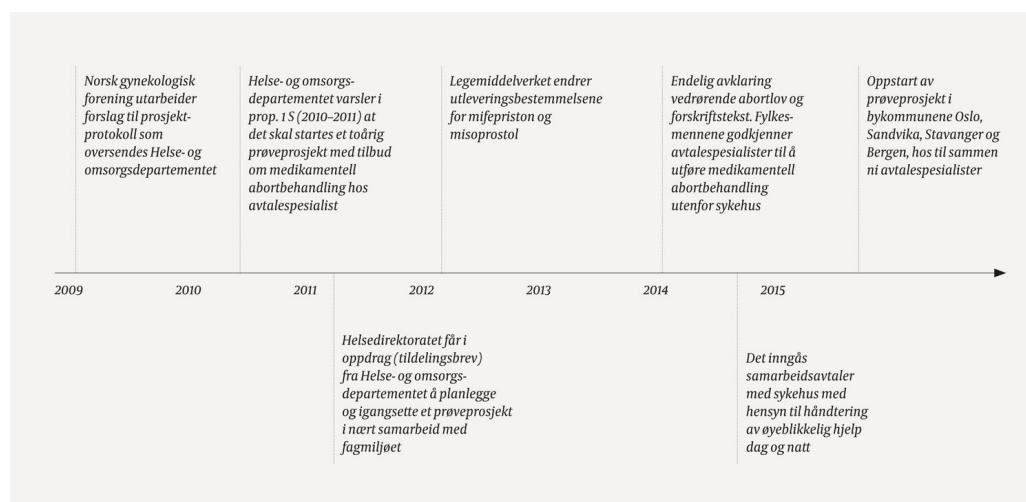 Norsk gynekologisk
forening utarbeider
forslag til prosjekt-
protokoll som
oversendes Helse- og
omsorgsdepartementet
Helse- og omsorgs-
departementet varsler i
prop. 1 S (2010–2011) at
det skal startes et toårig
prøveprosjekt med tilbud
om medikamentell
abortbehandling hos
avtalespesialist
Legemiddelverket endrer
utleveringsbestemmelsene
for mifepriston og
misoprostol
Endelig avklaring
vedrørende abortlov og
forskriftstekst. Fylkes-
mennene godkjenner
avtalespesialister til å
utføre medikamentell
abortbehandling
utenfor sykehus
Oppstart av
prøveprosjekt i
bykommunene Oslo,
Sandvika, Stavanger og
Bergen, hos til sammen
ni avtalespesialister
2009 2010 2011 2012 2013 2014 2015
Helsedirektoratet får i
oppdrag (tildelingsbrev)
fra Helse- og omsorgs-
departementet å planlegge
og igangsette et prøveprosjekt
i nært samarbeid med
fagmiljøet
Det inngås
samarbeidsavtaler
med sykehus med
hensyn til håndtering
av øyeblikkelig hjelp
dag og natt